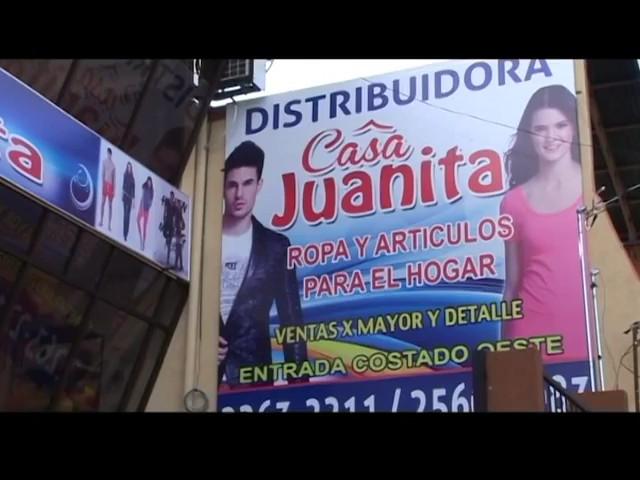 DISTRIBUIDORA
Casa
Juanita
ROPA Y ARTICULOS
PARA EL HOGAR
VENTAS X MAYOR Y DETALLE
ENTRADA COSTADO OESTE